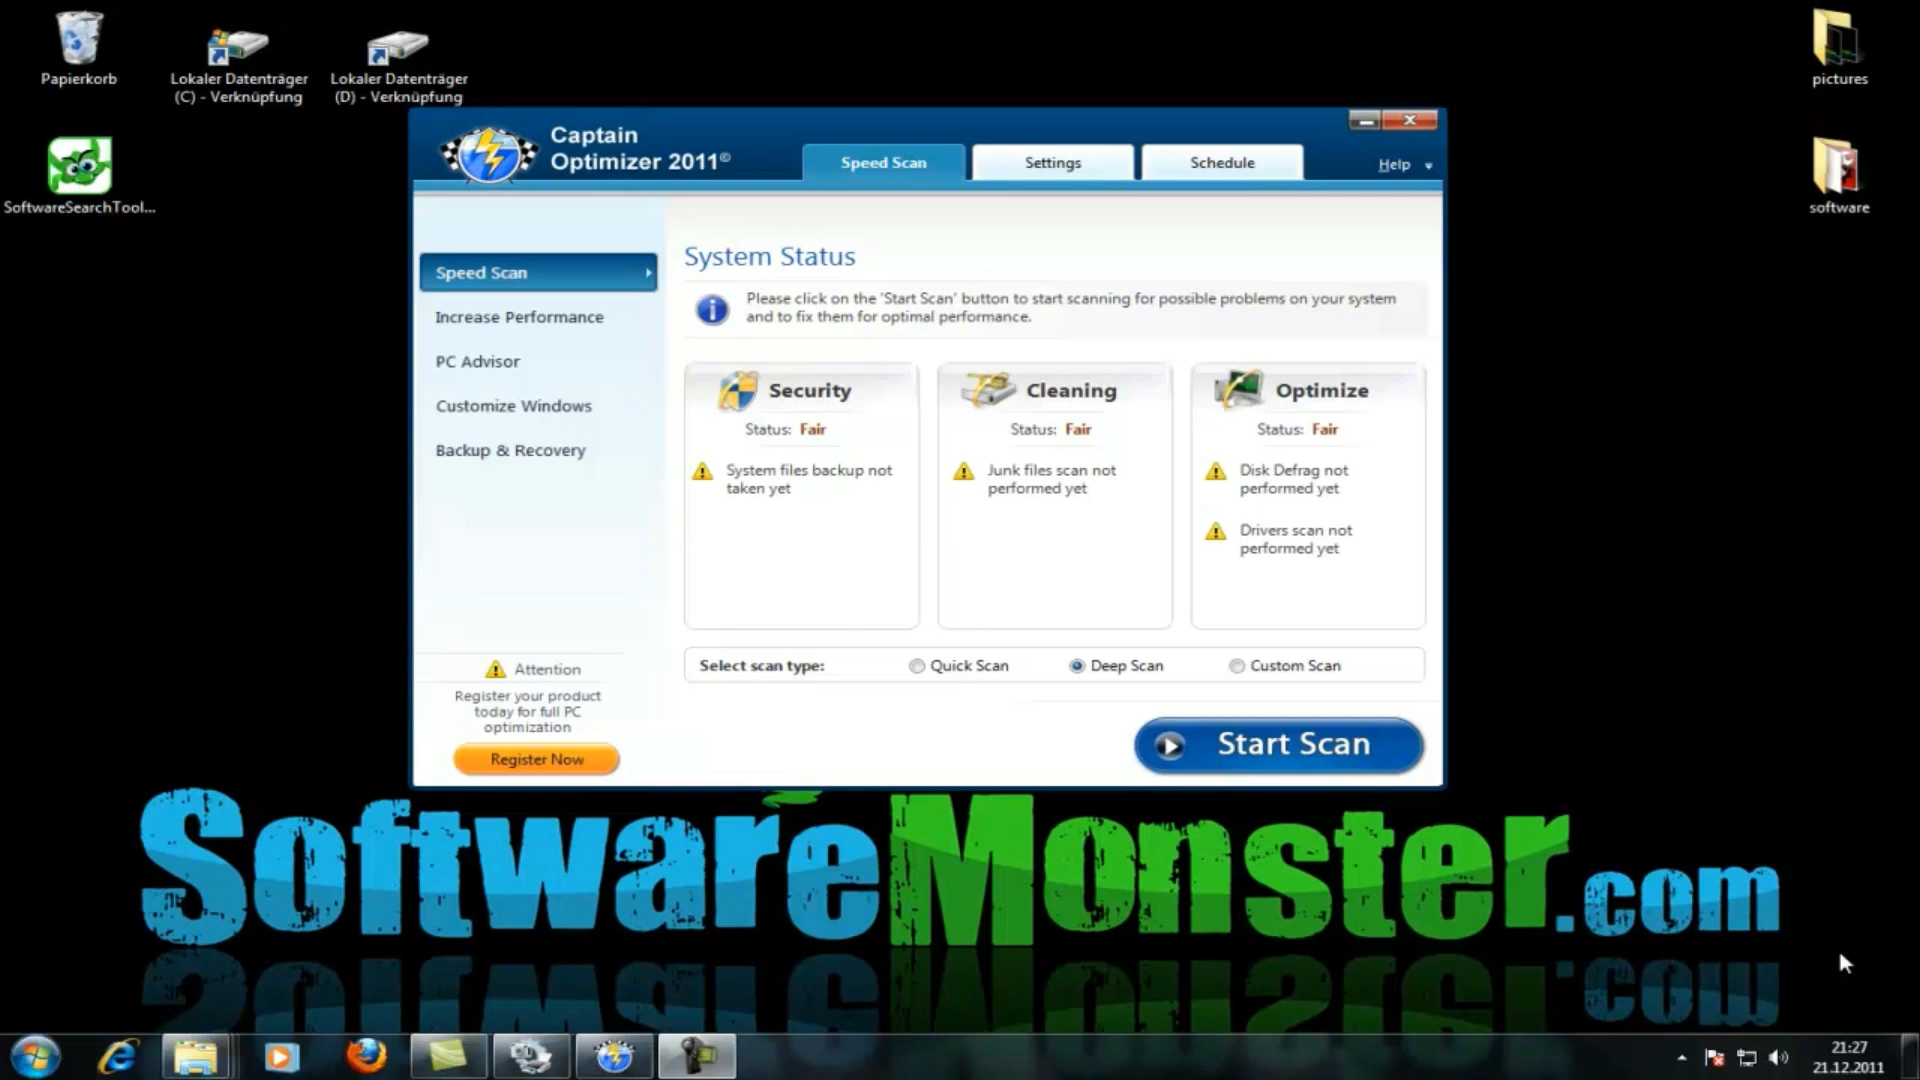 Papierkorb
Lokaler Datenträger
(C) - Verknüpfung
Lokaler Datenträger
(D) - Verknüpfung
pictures
SoftwareSearchTool...
software
Captain
Optimizer 2011©
Speed Scan
Settings
Schedule
Help
Speed Scan
Increase Performance
PC Advisor
Customize Windows
Backup & Recovery
System Status
Please click on the 'Start Scan' button to start scanning for possible problems on your system
and to fix them for optimal performance.
Security
Status: Fair
System files backup not
taken yet
Cleaning
Status: Fair
Junk files scan not
performed yet
Optimize
Status: Fair
Disk Defrag not
performed yet
Drivers scan not
performed yet
Select scan type:
Quick Scan
Deep Scan
Custom Scan
Attention
Register your product
today for full PC
optimization
Register Now
Start Scan
SoftwareMonster.com
21:27
21.12.2011